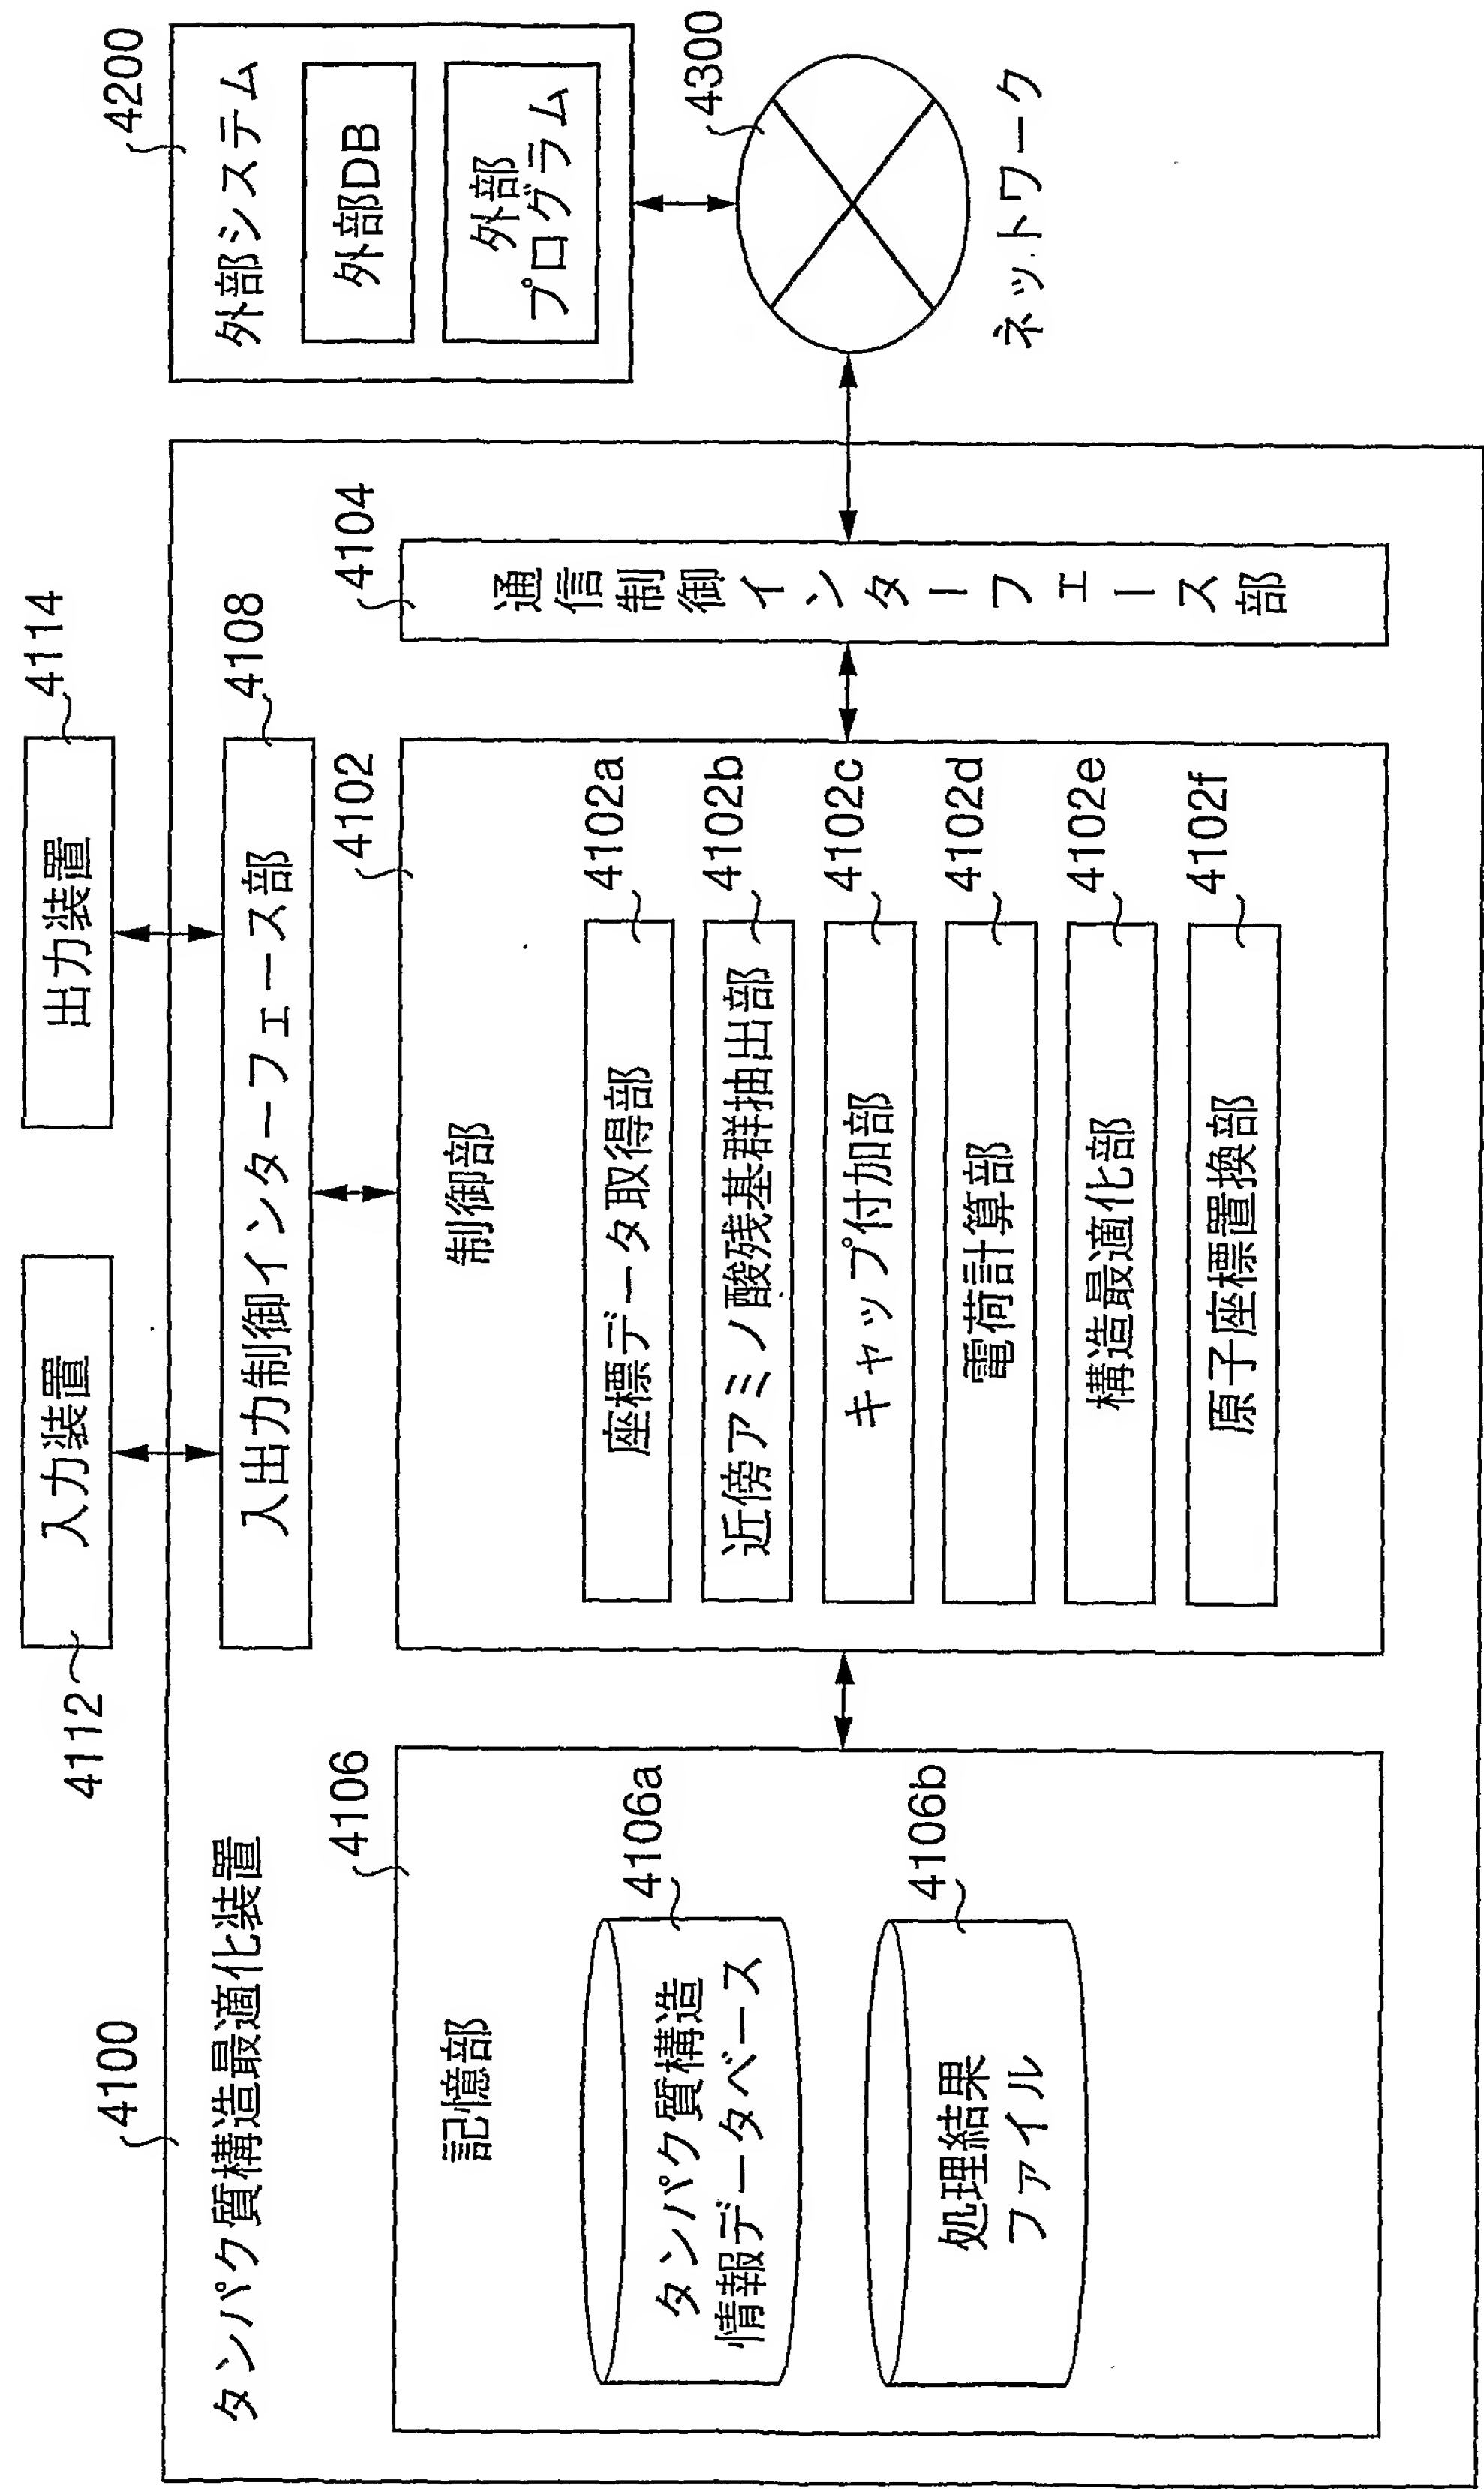 4112
入力装置
出力装置
4114
4100
タンパク質構造最適化装置
入出力制御インターフェース部
4108
4106
記憶部
タンパク質構造
情報データベース
4106a
処理結果
ファイル
4106b
4102
制御部
座標データ取得部
4102a
近傍アミノ酸残基群抽出部
4102b
キャップ付加部
4102c
電荷計算部
4102d
構造最適化部
4102e
原子座標置換部
4102f
4104
通信制御インターフェース部
4200
外部システム
外部DB
外部
プログラム
4300
ネットワーク